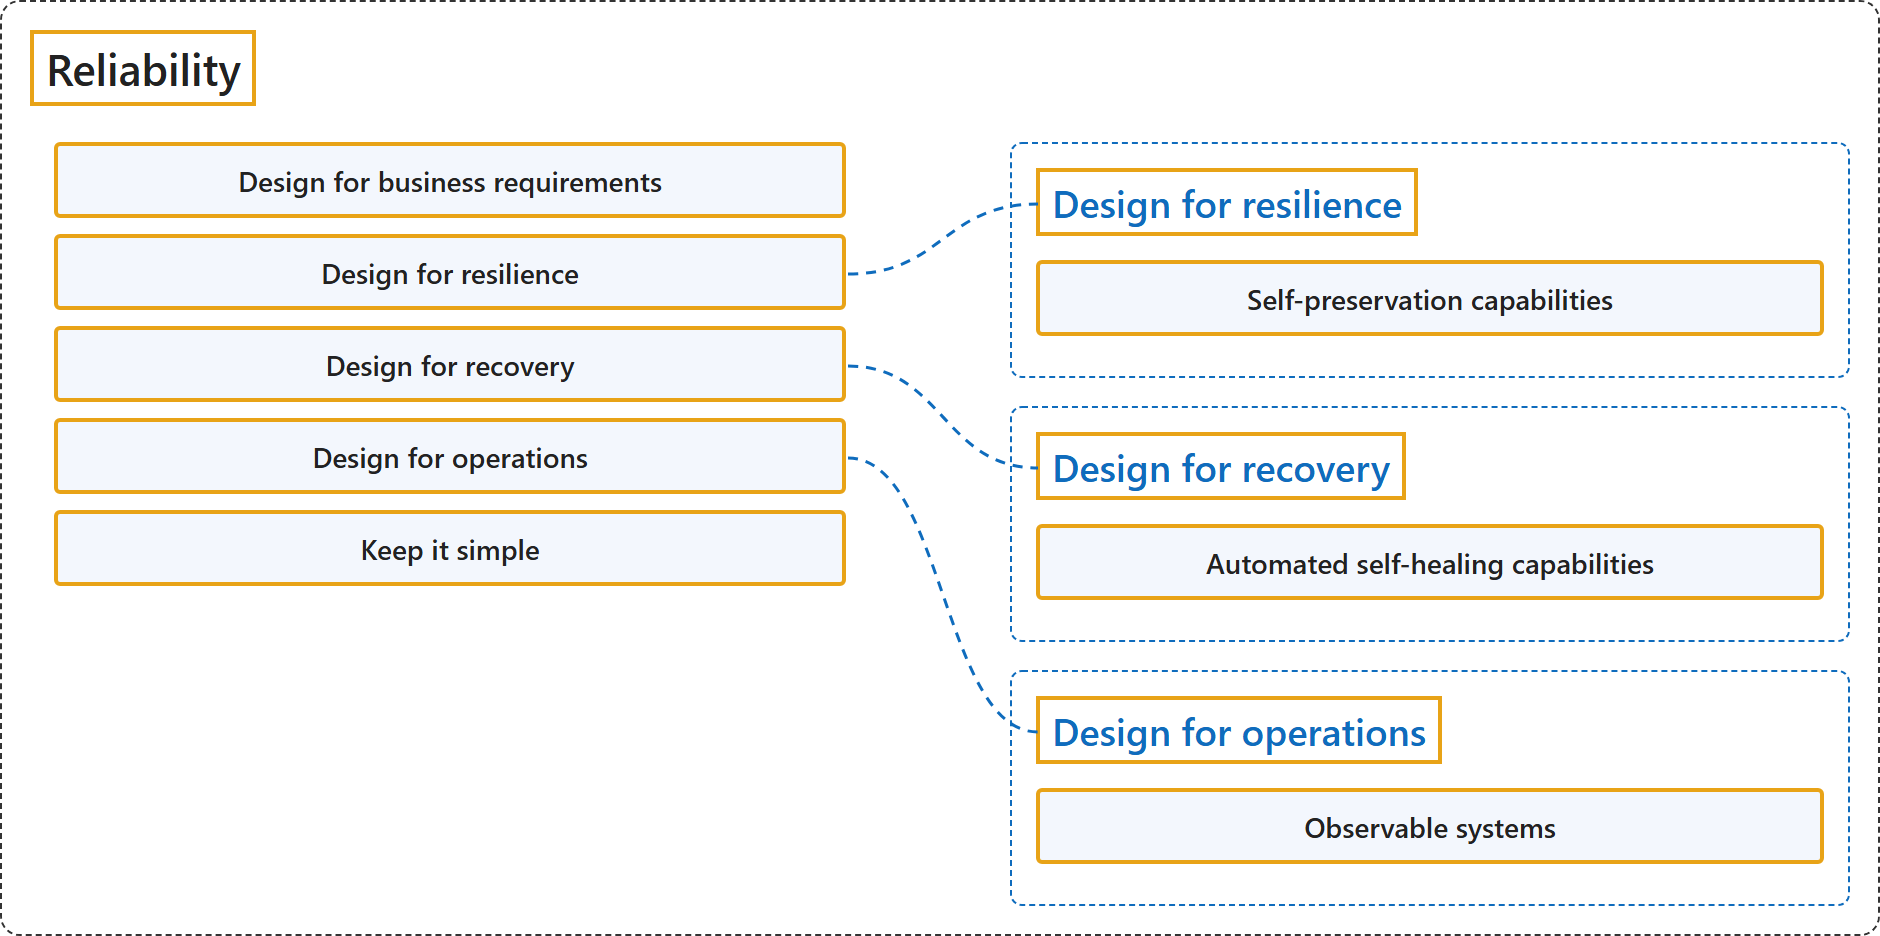 Reliability
Design for business requirements
Design for resilience
Design for recovery
Design for operations
Keep it simple
Design for resilience
Self-preservation capabilities
Design for recovery
Automated self-healing capabilities
Design for operations
Observable systems